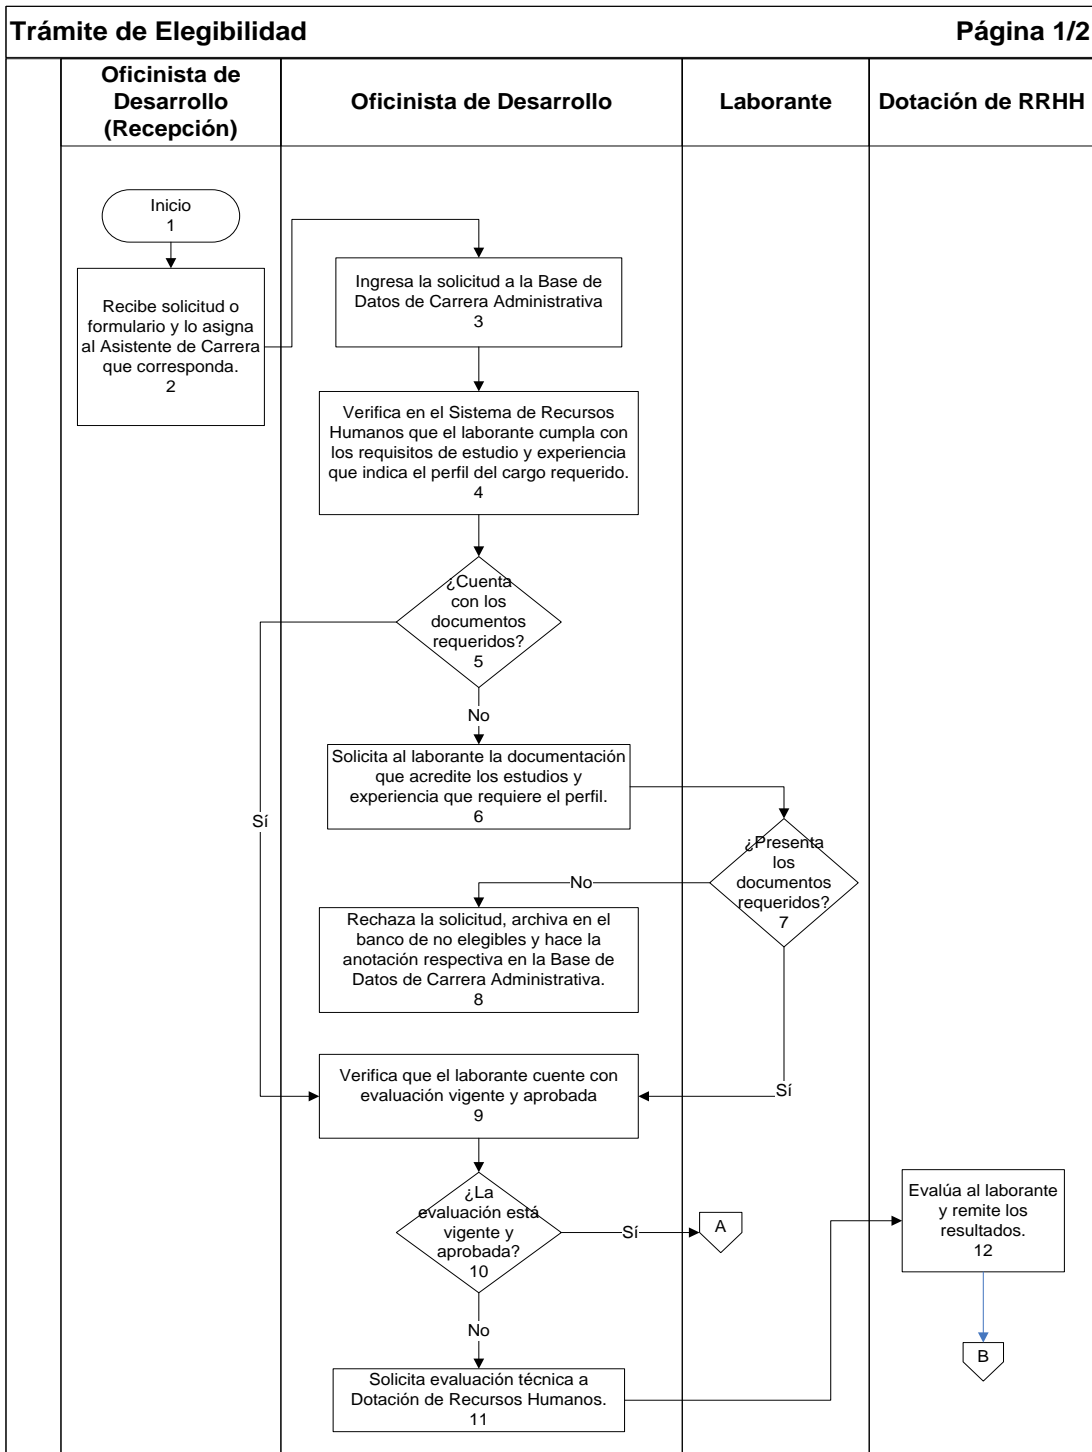 Trámite de Elegibilidad
Página 1/2
Oficinista de
Desarrollo
(Recepción)
Oficinista de Desarrollo
Laborante
Dotación de RRHH
Inicio
1
Recibe solicitud o
formulario y lo asigna
al Asistente de Carrera
que corresponda.
2
Ingresa la solicitud a la Base de
Datos de Carrera Administrativa
3
Verifica en el Sistema de Recursos
Humanos que el laborante cumpla con
los requisitos de estudio y experiencia
que indica el perfil del cargo requerido.
4
¿Cuenta
con los
documentos
requeridos?
5
No
Sí
Solicita al laborante la documentación
que acredite los estudios y
experiencia que requiere el perfil.
6
¿Presenta
los
documentos
requeridos?
7
No
Sí
Rechaza la solicitud, archiva en el
banco de no elegibles y hace la
anotación respectiva en la Base de
Datos de Carrera Administrativa.
8
Verifica que el laborante cuente con
evaluación vigente y aprobada
9
¿La
evaluación está
vigente y
aprobada?
10
Sí
A
No
Solicita evaluación técnica a
Dotación de Recursos Humanos.
11
Evalúa al laborante
y remite los
resultados.
12
B